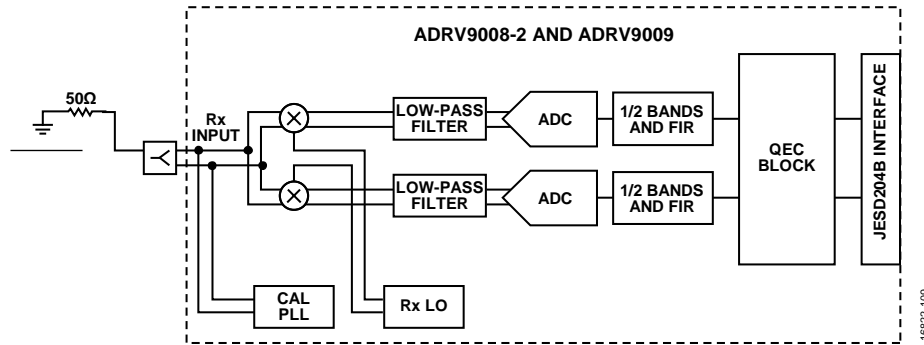 ADRV9008-2 AND ADRV9009
50Ω
Rx
INPUT
LOW-PASS
FILTER
ADC
1/2 BANDS
AND FIR
LOW-PASS
FILTER
ADC
1/2 BANDS
AND FIR
QEC
BLOCK
JESD204B INTERFACE
CAL
PLL
Rx LO